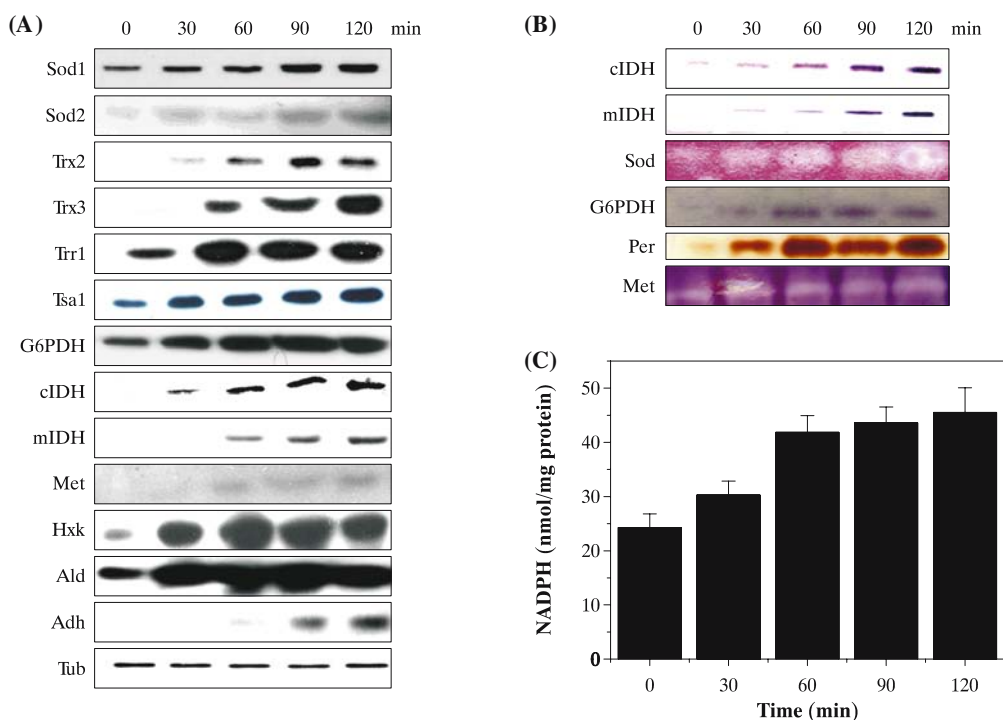 (A)
0 30 60 90 120 min
Sod1
Sod2
Trx2
Trx3
Trr1
Tsa1
G6PDH
cIDH
mIDH
Met
Hxk
Ald
Adh
Tub
(B)
0 30 60 90 120 min
cIDH
mIDH
Sod
G6PDH
Per
Met
(C)
NADPH (nmol/mg protein)
50
40
30
20
10
0
0 30 60 90 120
Time (min)